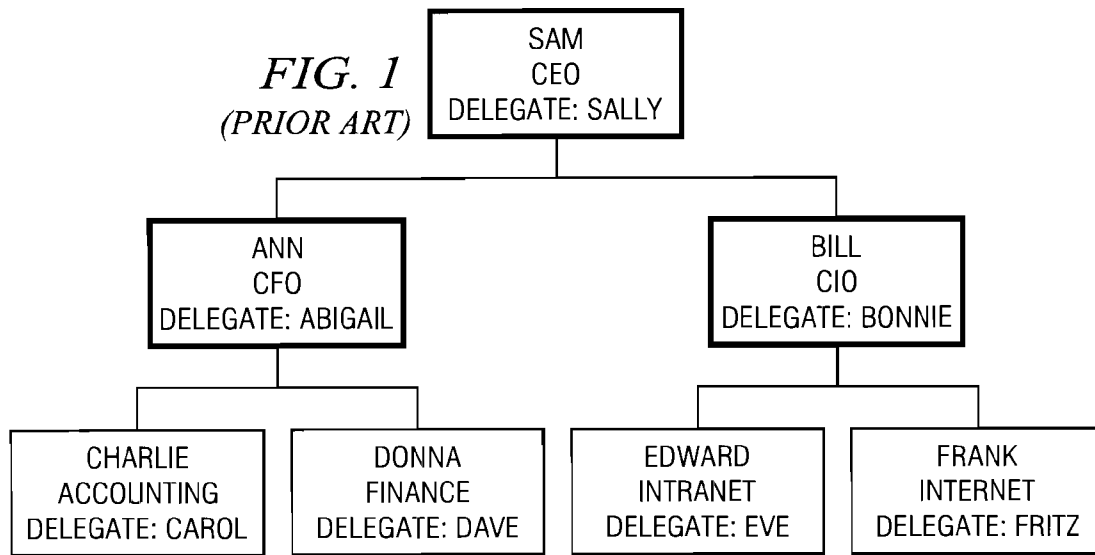 FIG. 1
(PRIOR ART)
SAM
CEO
DELEGATE: SALLY
ANN
CFO
DELEGATE: ABIGAIL
BILL
CIO
DELEGATE: BONNIE
CHARLIE
ACCOUNTING
DELEGATE: CAROL
DONNA
FINANCE
DELEGATE: DAVE
EDWARD
INTRANET
DELEGATE: EVE
FRANK
INTERNET
DELEGATE: FRITZ